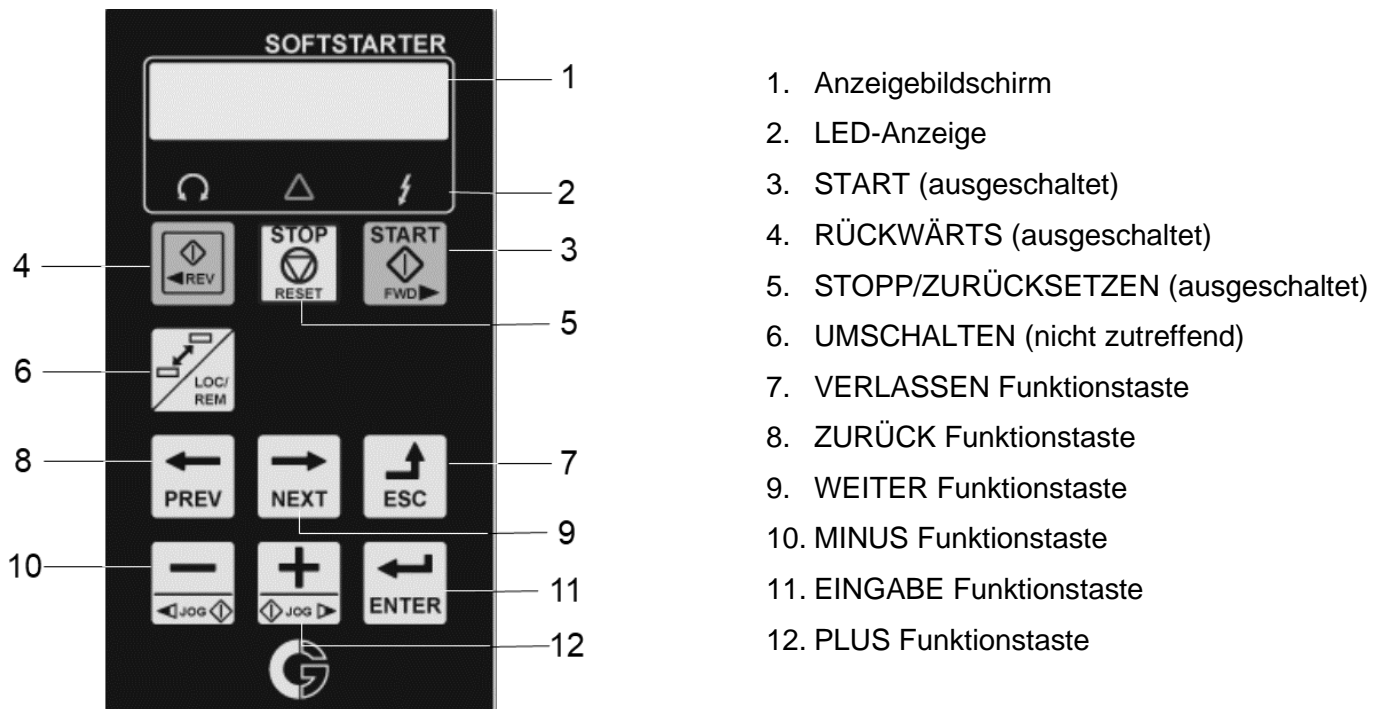 SOFTSTARTER
1
2
STOP START
4 REV RESET FWD 3
5
6 LOC/
REM
8 PREV NEXT ESC 7
9
10 JOG JOG ENTER 11
12
1. Anzeigebildschirm
2. LED-Anzeige
3. START (ausgeschaltet)
4. RÜCKWÄRTS (ausgeschaltet)
5. STOPP/ZURÜCKSETZEN (ausgeschaltet)
6. UMSCHALTEN (nicht zutreffend)
7. VERLASSEN Funktionstaste
8. ZURÜCK Funktionstaste
9. WEITER Funktionstaste
10. MINUS Funktionstaste
11. EINGABE Funktionstaste
12. PLUS Funktionstaste